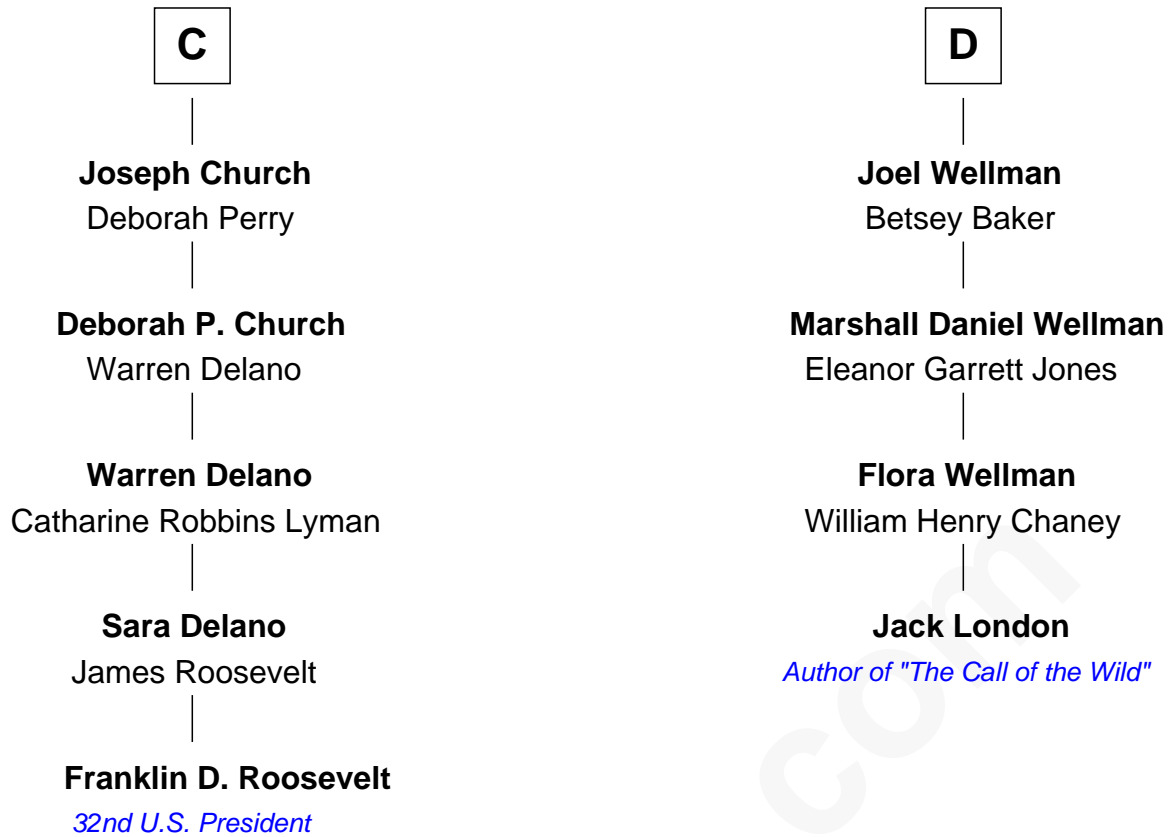 C
Joseph Church
Deborah Perry
Deborah P. Church
Warren Delano
Warren Delano
Catharine Robbins Lyman
Sara Delano
James Roosevelt
Franklin D. Roosevelt
32nd U.S. President
D
Joel Wellman
Betsey Baker
Marshall Daniel Wellman
Eleanor Garrett Jones
Flora Wellman
William Henry Chaney
Jack London
Author of "The Call of the Wild"
com